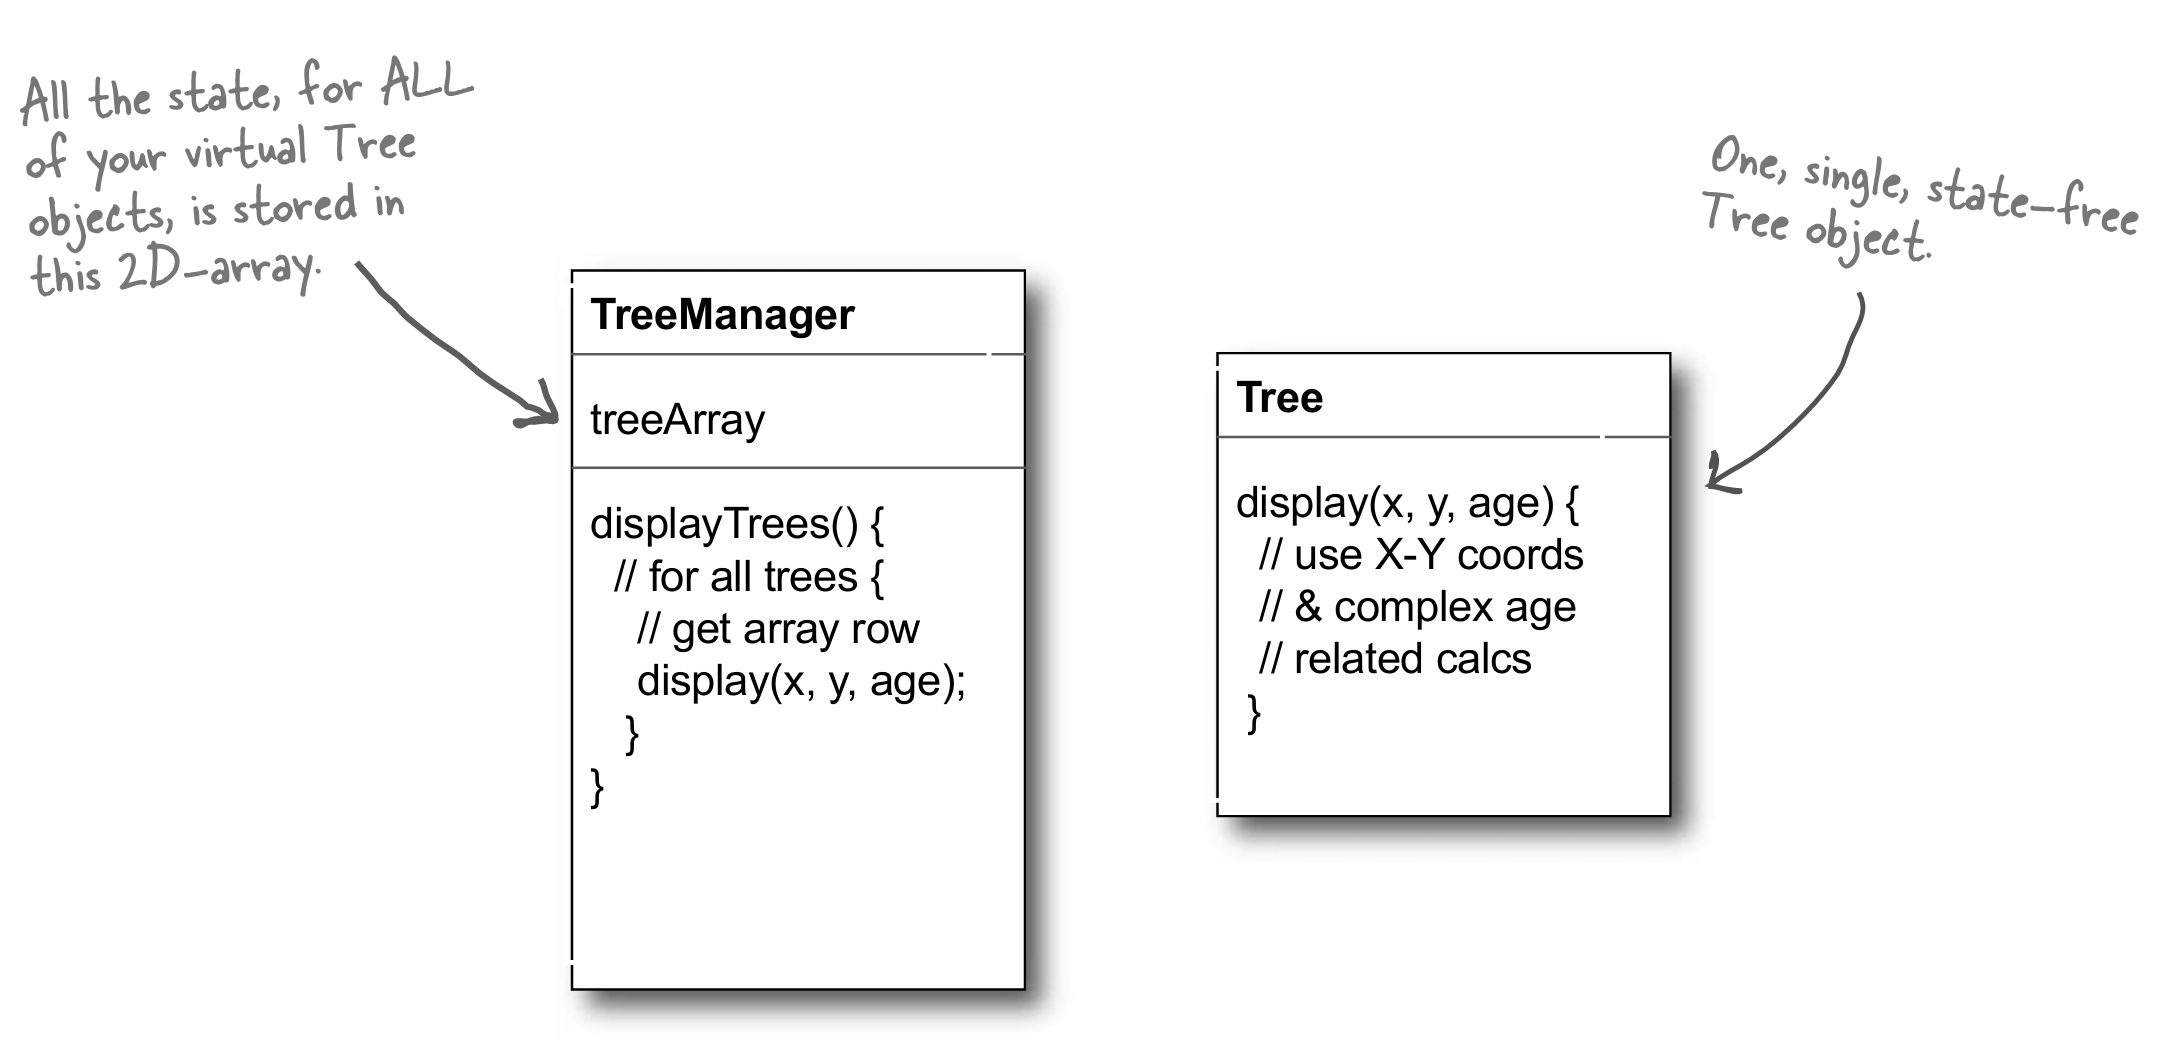 All the state, for ALL
of your virtual Tree
objects, is stored in
this 2D-array.
TreeManager
treeArray
displayTrees() {
// for all trees {
// get array row
display(x, y, age);
}
}
One, single, state-free
Tree object.
Tree
display(x, y, age) {
// use X-Y coords
// & complex age
// related calcs
}